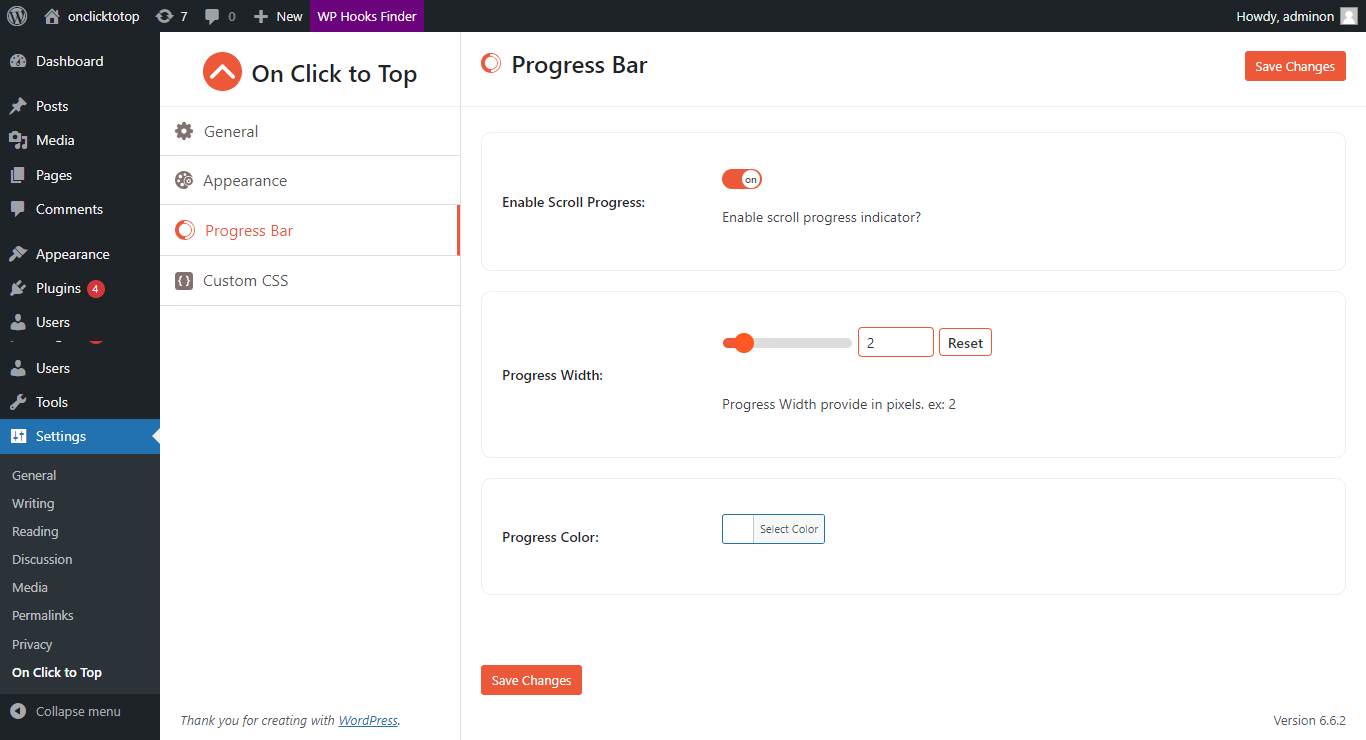 onclicktotop 7 0 New WP Hooks Finder Howdy, adminon
Dashboard
Posts
Media
Pages
Comments
Appearance
Plugins 4
Users
Users
Tools
Settings
General
Writing
Reading
Discussion
Media
Permalinks
Privacy
On Click to Top
Collapse menu
On Click to Top
General
Appearance
Progress Bar
Custom CSS
Progress Bar
Save Changes
Enable Scroll Progress:
on
Enable scroll progress indicator?
Progress Width:
2 Reset
Progress Width provide in pixels. ex: 2
Progress Color:
Select Color
Save Changes
Thank you for creating with WordPress.
Version 6.6.2